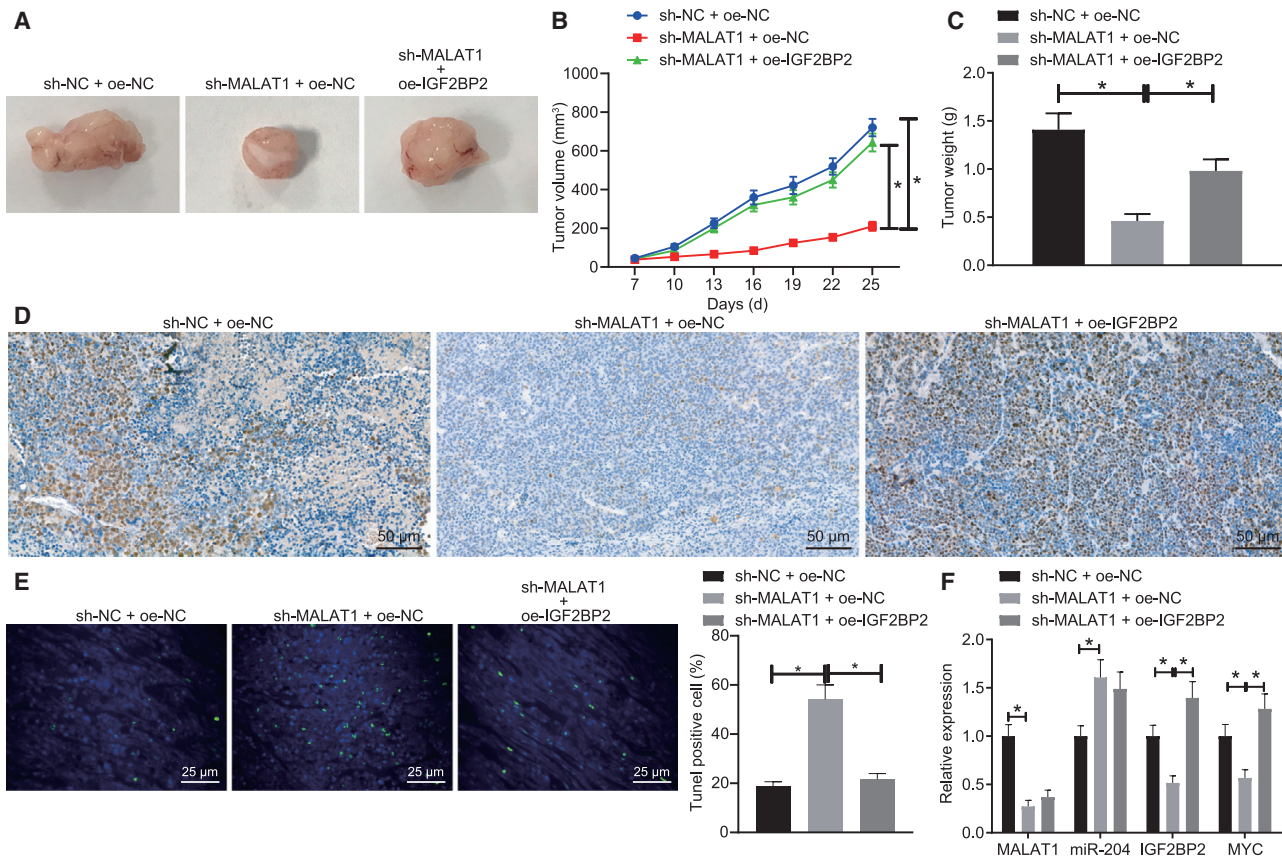 A
sh-NC + oe-NC
sh-MALAT1 + oe-NC
sh-MALAT1
+
oe-IGF2BP2
B
sh-NC + oe-NC
sh-MALAT1 + oe-NC
sh-MALAT1 + oe-IGF2BP2
Tumor volume (mm³)
1000
800
600
400
200
0
7 10 13 16 19 22 25
Days (d)
*
*
C
sh-NC + oe-NC
sh-MALAT1 + oe-NC
sh-MALAT1 + oe-IGF2BP2
Tumor weight (g)
2.0
1.5
1.0
0.5
0.0
* *
D
sh-NC + oe-NC
sh-MALAT1 + oe-NC
sh-MALAT1 + oe-IGF2BP2
50 µm
50 µm
50 µm
E
sh-NC + oe-NC
sh-MALAT1 + oe-NC
sh-MALAT1
+
oe-IGF2BP2
25 µm
25 µm
25 µm
sh-NC + oe-NC
sh-MALAT1 + oe-NC
sh-MALAT1 + oe-IGF2BP2
Tunel positive cell (%)
80
60
40
20
0
* *
F
sh-NC + oe-NC
sh-MALAT1 + oe-NC
sh-MALAT1 + oe-IGF2BP2
Relative expression
2.0
1.5
1.0
0.5
0.0
* * * * * *
MALAT1 miR-204 IGF2BP2 MYC